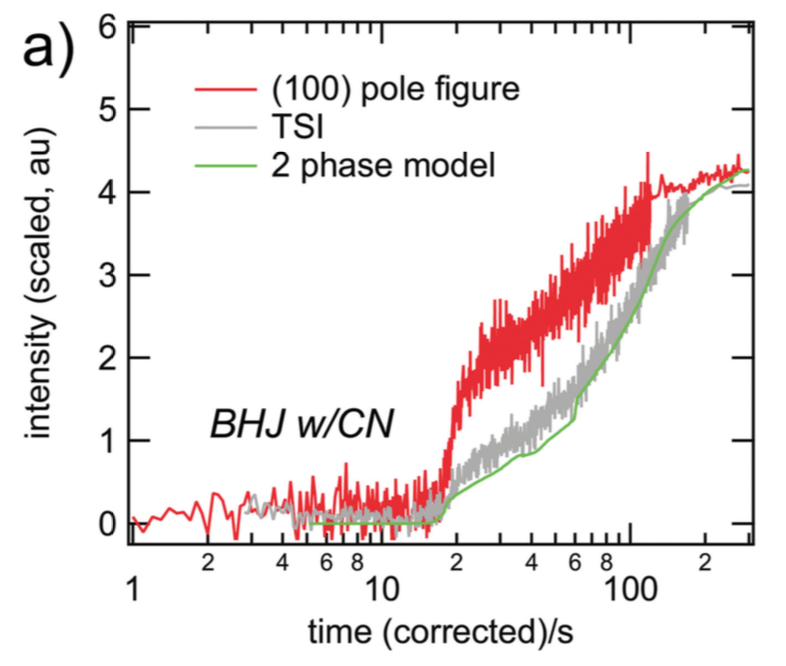 a)
6
5
4
3
2
1
0
intensity (scaled, au)
(100) pole figure
TSI
2 phase model
BHJ w/CN
2 4 6 8 2 4 6 8 2
1 10 100
time (corrected)/s